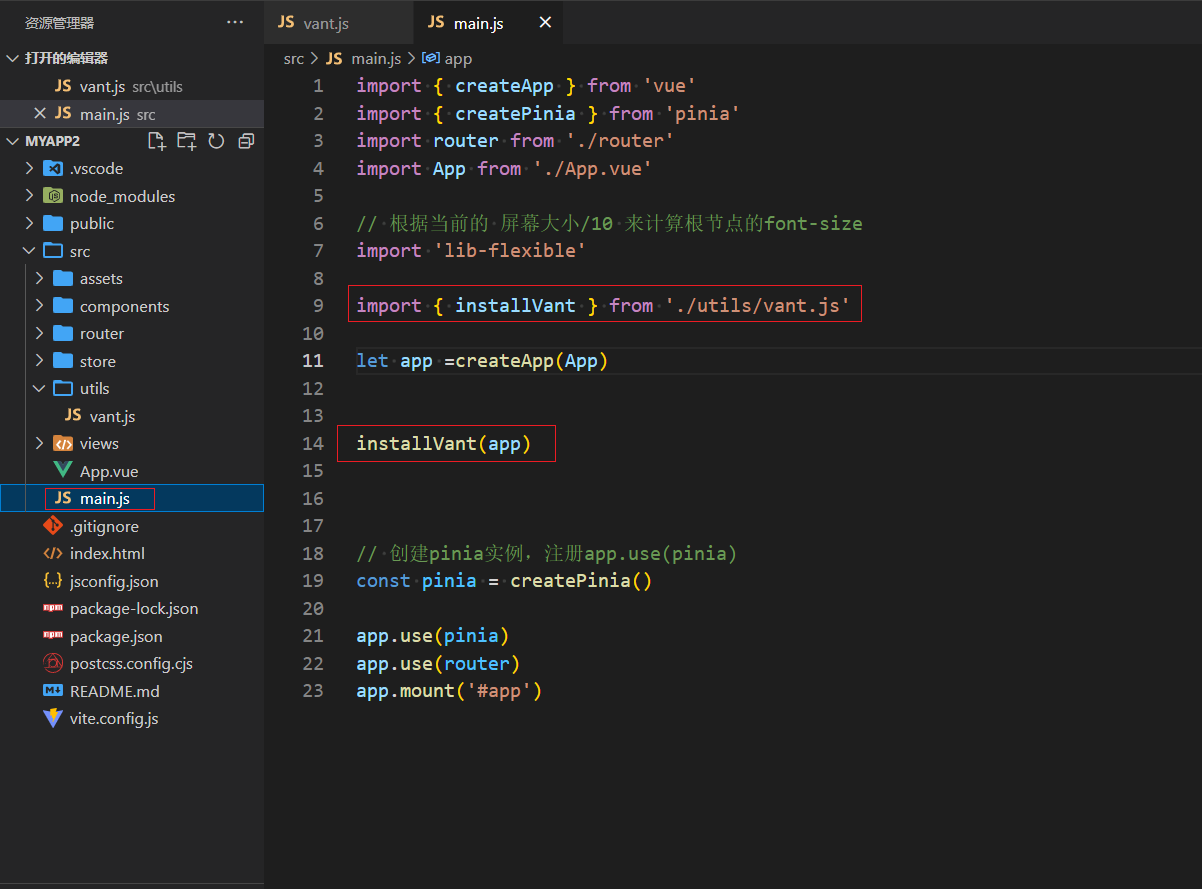 资源管理器 ···
打开的编辑器
JS vant.js src\utils
JS main.js src
MYAPP2
.vscode
node_modules
public
src
assets
components
router
store
utils
JS vant.js
views
App.vue
JS main.js
.gitignore
index.html
jsconfig.json
package-lock.json
package.json
postcss.config.cjs
README.md
vite.config.js
JS vant.js JS main.js
src > JS main.js > app
1 import { createApp } from 'vue'
2 import { createPinia } from 'pinia'
3 import router from './router'
4 import App from './App.vue'
5
6 // 根据当前的 屏幕大小/10 来计算根节点的font-size
7 import 'lib-flexible'
8
9 import { installVant } from './utils/vant.js'
10
11 let app =createApp(App)
12
13
14 installVant(app)
15
16
17
18 // 创建pinia实例，注册app.use(pinia)
19 const pinia = createPinia()
20
21 app.use(pinia)
22 app.use(router)
23 app.mount('#app')